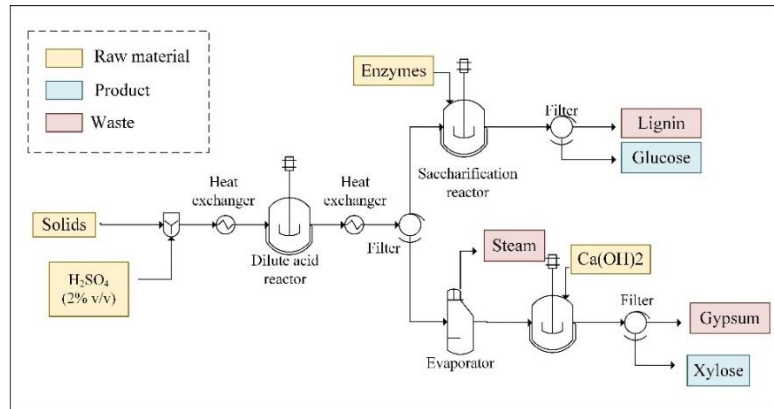 Raw material
Product
Waste
Enzymes
Filter
Lignin
Glucose
Saccharification
reactor
Heat
exchanger
Heat
exchanger
Solids
Dilute acid
reactor
Filter
H₂SO₄
(2% v/v)
Steam
Ca(OH)2
Filter
Gypsum
Evaporator
Xylose